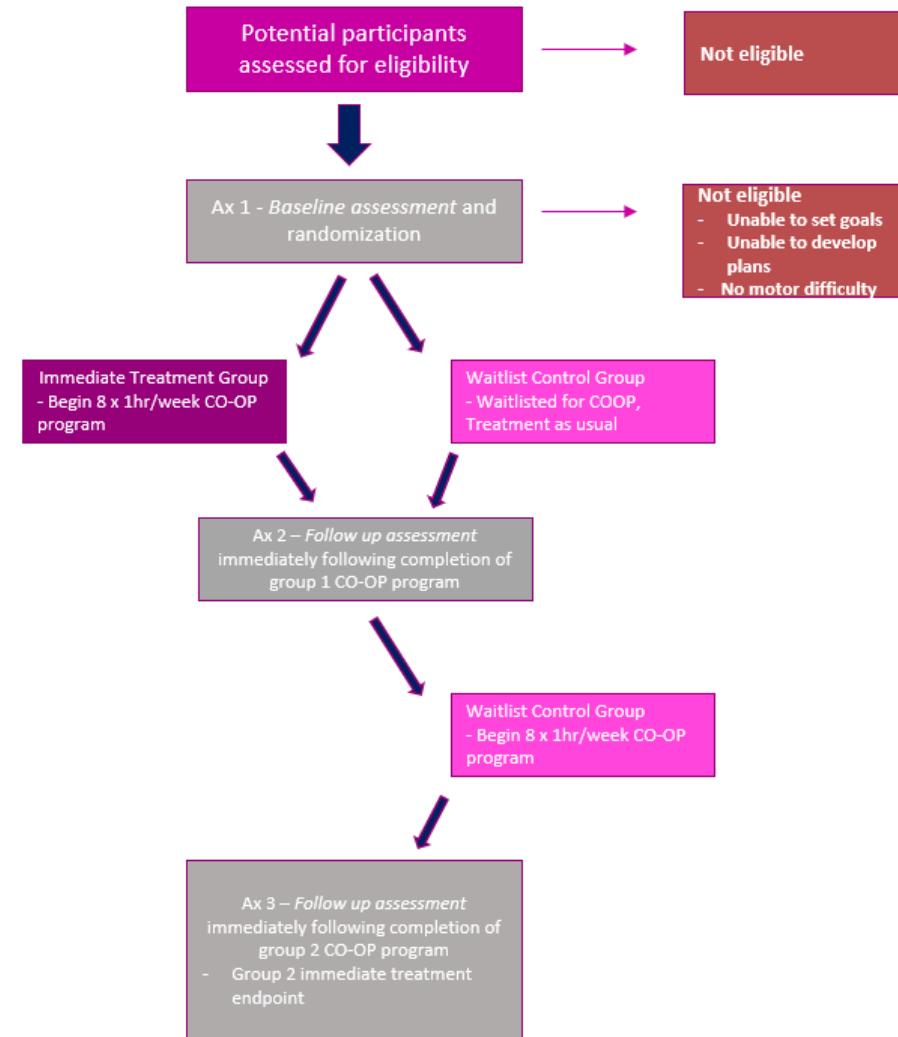 Potential participants
assessed for eligibility
Not eligible
Ax 1 - Baseline assessment and
randomization
Not eligible
- Unable to set goals
- Unable to develop
plans
- No motor difficulty
Immediate Treatment Group
- Begin 8 x 1hr/week CO-OP
program
Waitlist Control Group
- Waitlisted for COOP,
Treatment as usual
Ax 2 – Follow up assessment
immediately following completion of
group 1 CO-OP program
Waitlist Control Group
- Begin 8 x 1hr/week CO-OP
program
Ax 3 – Follow up assessment
immediately following completion of
group 2 CO-OP program
- Group 2 immediate treatment
endpoint